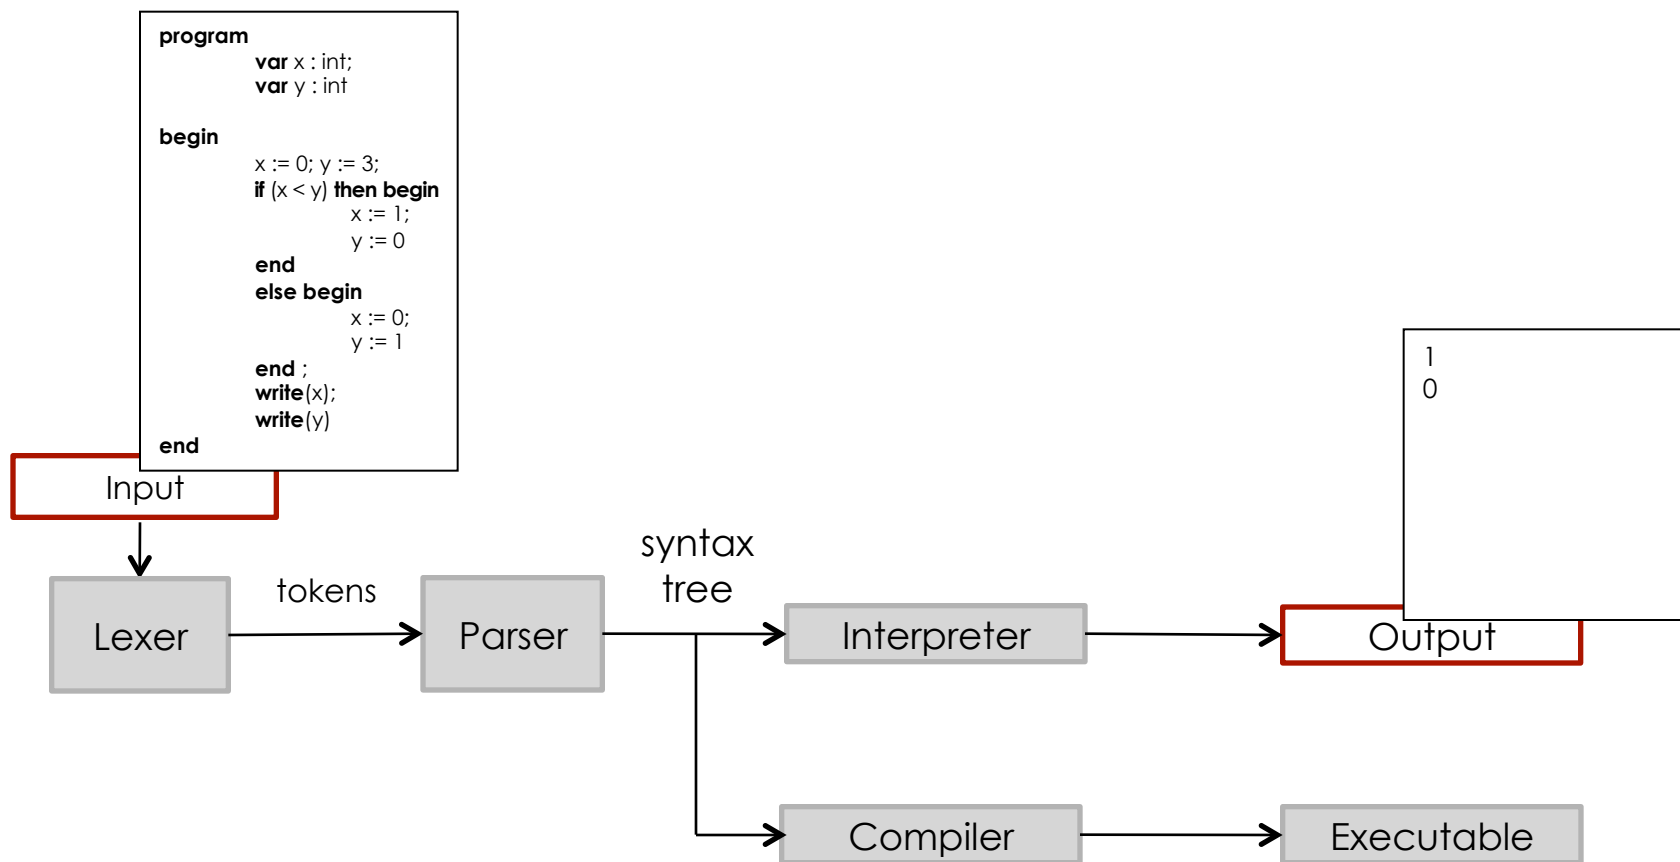 program
var x : int;
var y : int
begin
x := 0; y := 3;
if (x < y) then begin
x := 1;
y := 0
end
else begin
x := 0;
y := 1
end ;
write(x);
write(y)
end
Input
1
0
Lexer
tokens
Parser
syntax
tree
Interpreter
Output
Compiler
Executable